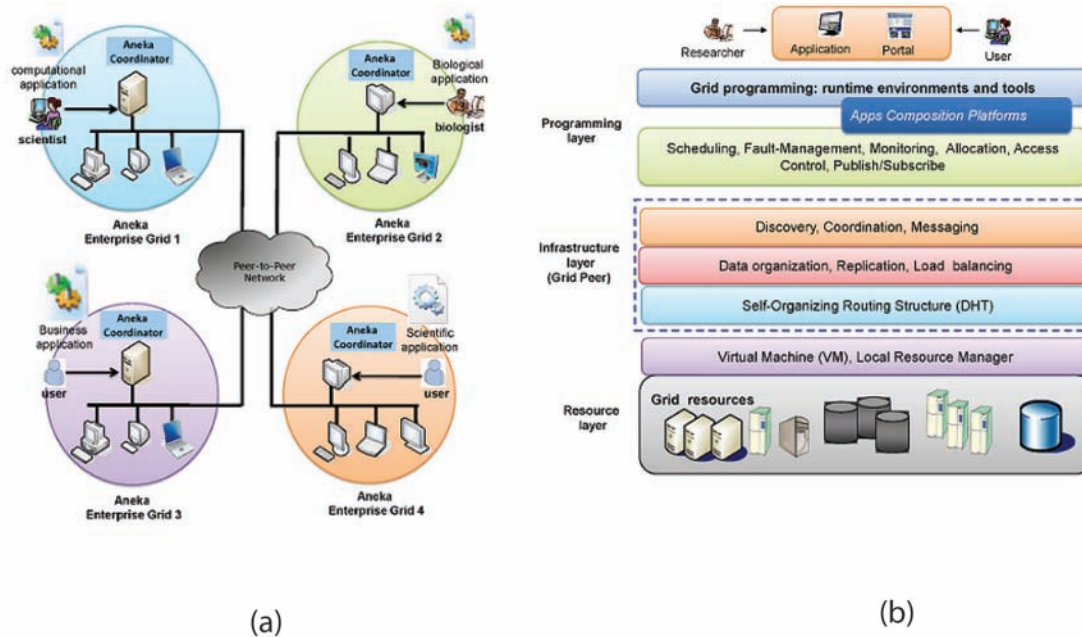 Aneka
Coordinator
computational
application
scientist
Aneka
Enterprise Grid 1
Aneka
Coordinator
Biological
application
biologist
Aneka
Enterprise Grid 2
Peer-to-Peer
Network
Business
application
Aneka
Coordinator
user
Aneka
Enterprise Grid 3
Aneka
Coordinator
Scientific
application
user
Aneka
Enterprise Grid 4
(a)
Researcher
Application
Portal
User
Grid programming: runtime environments and tools
Apps Composition Platforms
Programming
layer
Scheduling, Fault-Management, Monitoring, Allocation, Access
Control, Publish/Subscribe
Infrastructure
layer
(Grid Peer)
Discovery, Coordination, Messaging
Data organization, Replication, Load balancing
Self-Organizing Routing Structure (DHT)
Virtual Machine (VM), Local Resource Manager
Resource
layer
Grid resources
(b)